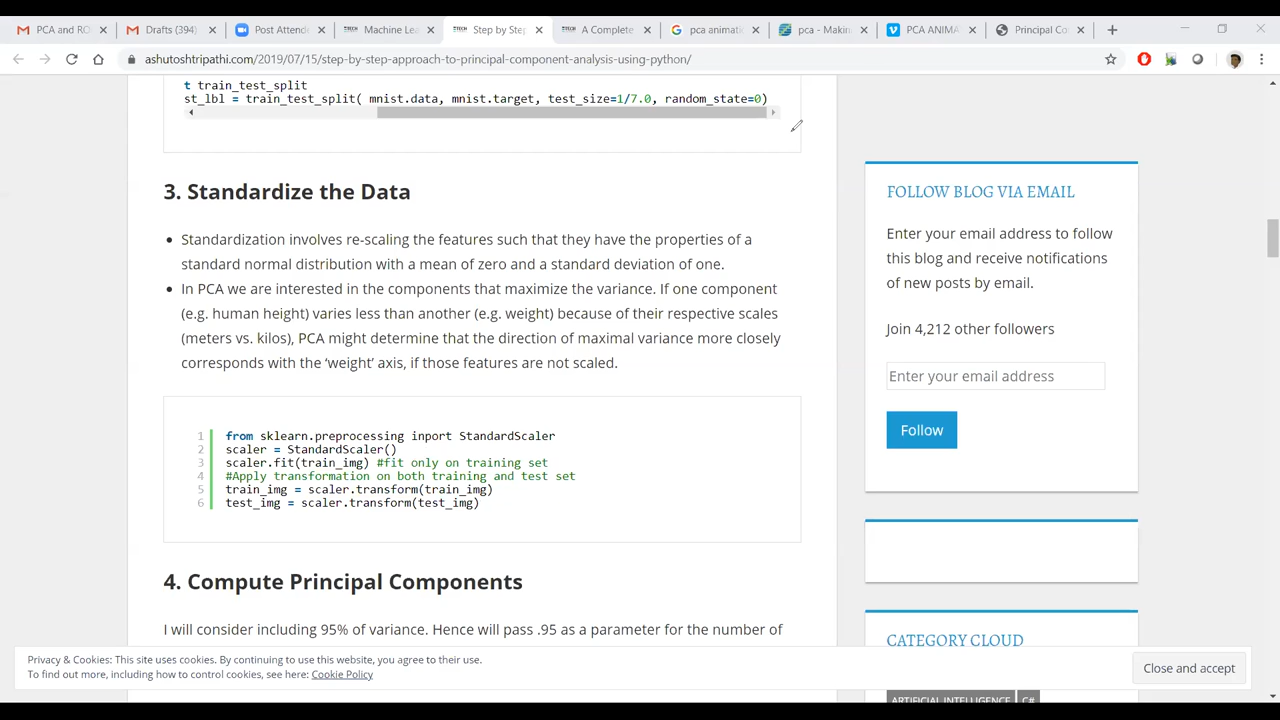 PCA and RO
Drafts (394)
Post Attend
TECH
Machine Lea
TECH
Step by Step
TECH
A Complete
pca animati
pca - Makin
PCA ANIMA
Principal Co
ashutoshtripathi.com/2019/07/15/step-by-step-approach-to-principal-component-analysis-using-python/
t train_test_split
st_lbl = train_test_split( mnist.data, mnist.target, test_size=1/7.0, random_state=0)
3. Standardize the Data
Standardization involves re-scaling the features such that they have the properties of a
standard normal distribution with a mean of zero and a standard deviation of one.
In PCA we are interested in the components that maximize the variance. If one component
(e.g. human height) varies less than another (e.g. weight) because of their respective scales
(meters vs. kilos), PCA might determine that the direction of maximal variance more closely
corresponds with the ‘weight’ axis, if those features are not scaled.
1 from sklearn.preprocessing inport StandardScaler
2 scaler = StandardScaler()
3 scaler.fit(train_img) #fit only on training set
4 #Apply transformation on both training and test set
5 train_img = scaler.transform(train_img)
6 test_img = scaler.transform(test_img)
4. Compute Principal Components
I will consider including 95% of variance. Hence will pass .95 as a parameter for the number of
FOLLOW BLOG VIA EMAIL
Enter your email address to follow
this blog and receive notifications
of new posts by email.
Join 4,212 other followers
Enter your email address
Follow
CATEGORY CLOUD
ARTIFICIAL INTELLIGENCE
C#
Privacy & Cookies: This site uses cookies. By continuing to use this website, you agree to their use.
To find out more, including how to control cookies, see here: Cookie Policy
Close and accept